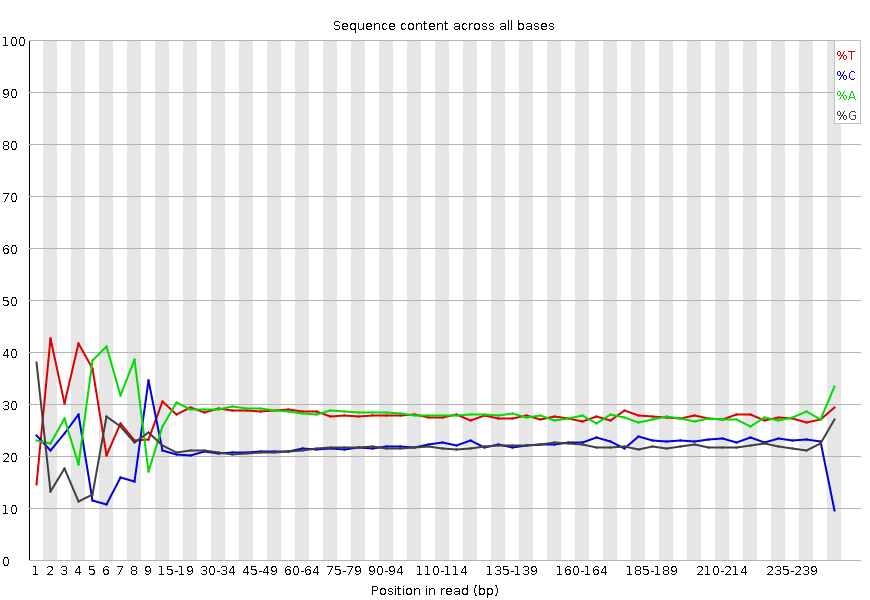 Sequence content across all bases
100
90
80
70
60
50
40
30
20
10
0
%T
%C
%A
%G
1 2 3 4 5 6 7 8 9 15-19 30-34 45-49 60-64 75-79 90-94 110-114 135-139 160-164 185-189 210-214 235-239
Position in read (bp)